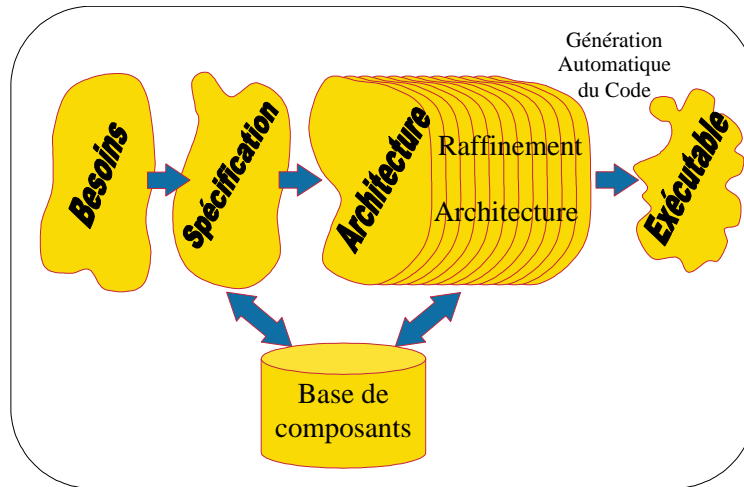 Génération
Automatique
du Code
Besoins
Spécification
Architecture
Raffinement
Architecture
Exécutable
Base de
composants